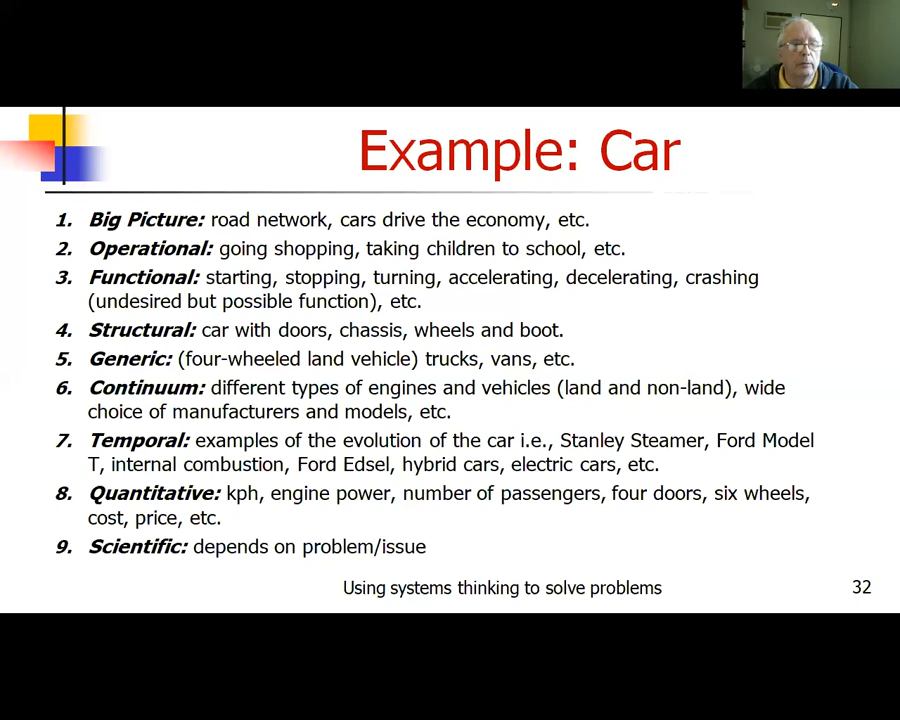 Example: Car
1. Big Picture: road network, cars drive the economy, etc.
2. Operational: going shopping, taking children to school, etc.
3. Functional: starting, stopping, turning, accelerating, decelerating, crashing
(undesired but possible function), etc.
4. Structural: car with doors, chassis, wheels and boot.
5. Generic: (four-wheeled land vehicle) trucks, vans, etc.
6. Continuum: different types of engines and vehicles (land and non-land), wide
choice of manufacturers and models, etc.
7. Temporal: examples of the evolution of the car i.e., Stanley Steamer, Ford Model
T, internal combustion, Ford Edsel, hybrid cars, electric cars, etc.
8. Quantitative: kph, engine power, number of passengers, four doors, six wheels,
cost, price, etc.
9. Scientific: depends on problem/issue
Using systems thinking to solve problems
32